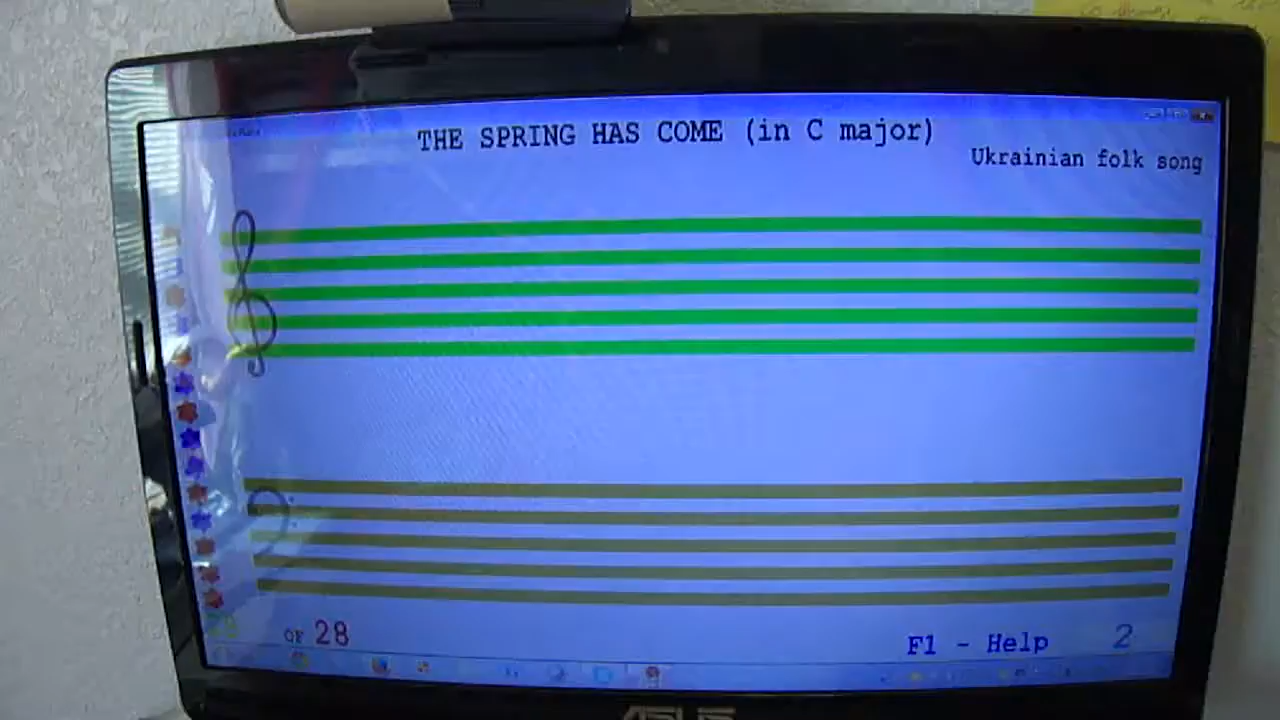 THE SPRING HAS COME (in C major)
Ukrainian folk song
OF 28
F1 - Help 2
ASUS